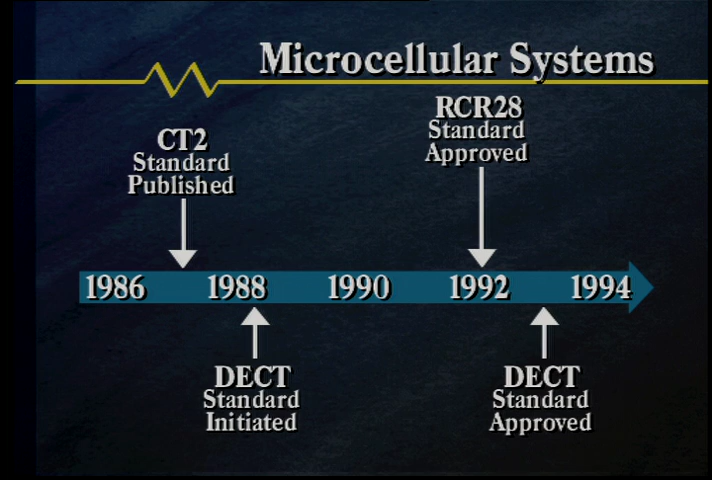 Microcellular Systems
RCR28
Standard
Approved
CT2
Standard
Published
1986 1988 1990 1992 1994
DECT
Standard
Initiated
DECT
Standard
Approved